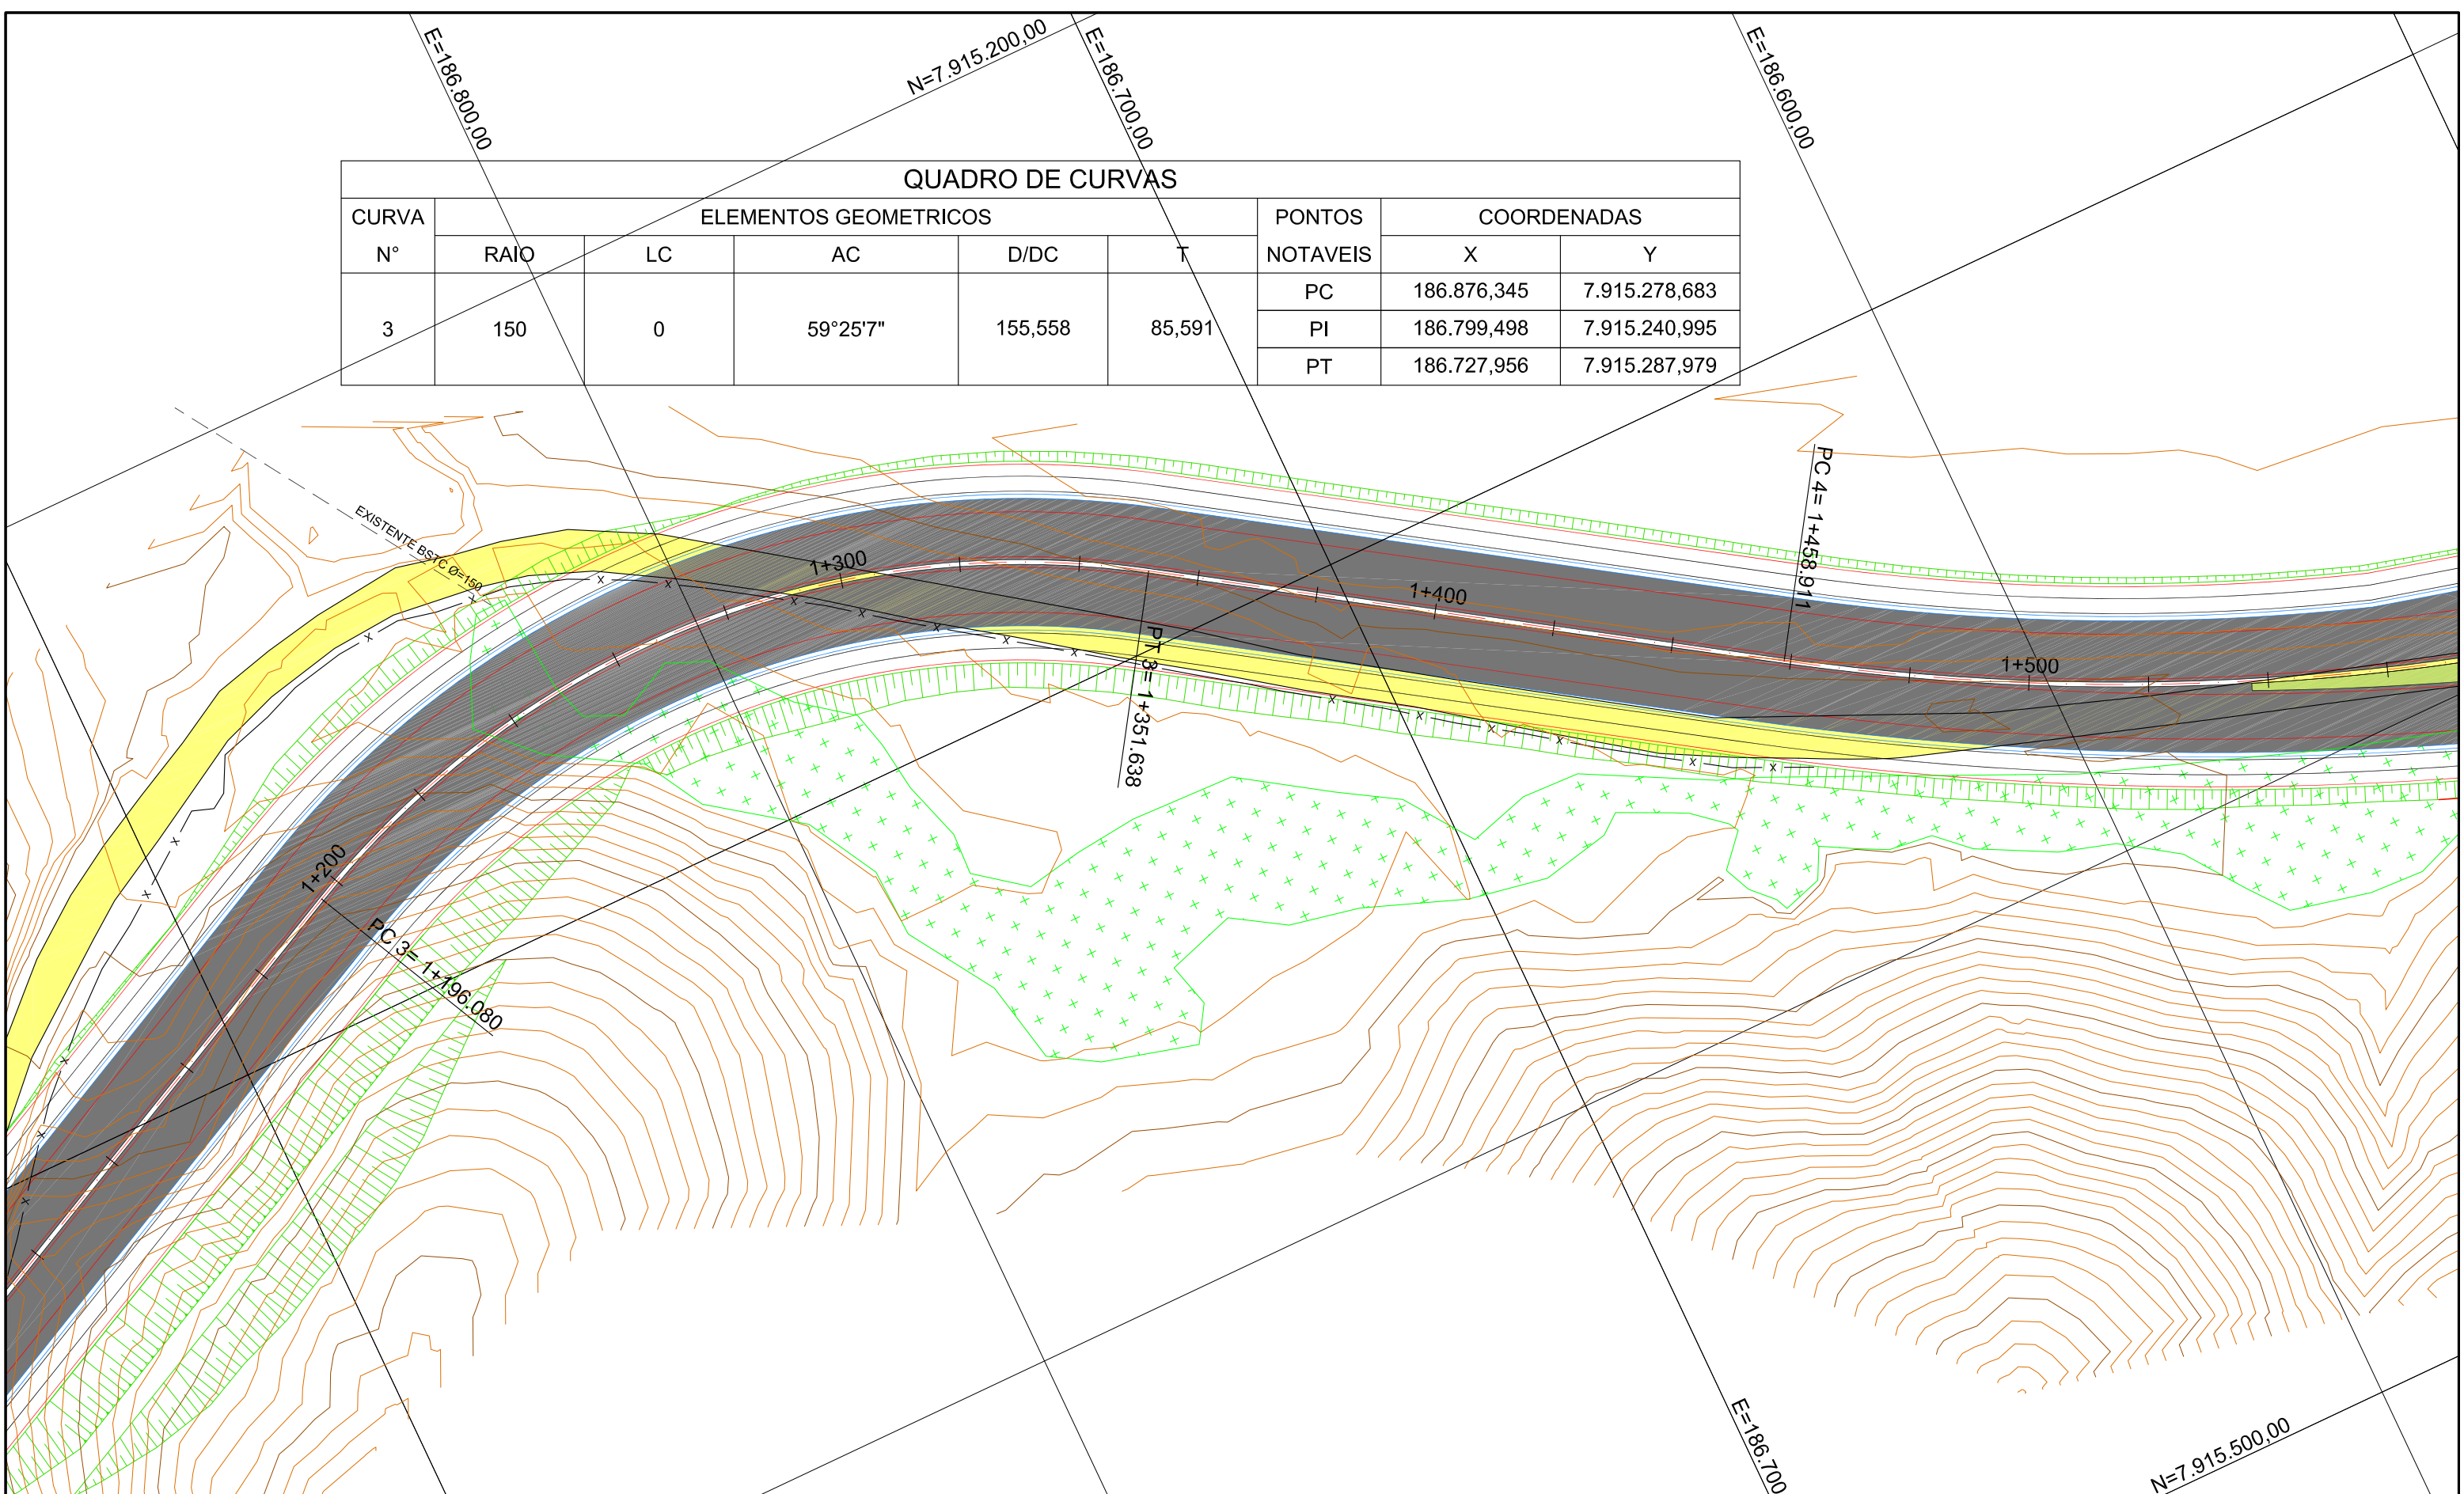 E=186.800,00
N=7.915.200,00
E=186.700,00
E=186.600,00
QUADRO DE CURVAS
CURVA N°
ELEMENTOS GEOMETRICOS
PONTOS NOTAVEIS
COORDENADAS
RAIO LC AC D/DC T X Y
3 150 0 59°25'7" 155,558 85,591
PC 186.876,345 7.915.278,683
PI 186.799,498 7.915.240,995
PT 186.727,956 7.915.287,979
EXISTENTE BSTC Ø=150
1+300
1+400
PC 4= 1+458.911
1+500
PT 3= 1+351.638
1+200
PC 3= 1+196.080
E=186.700
N=7.915.500,00